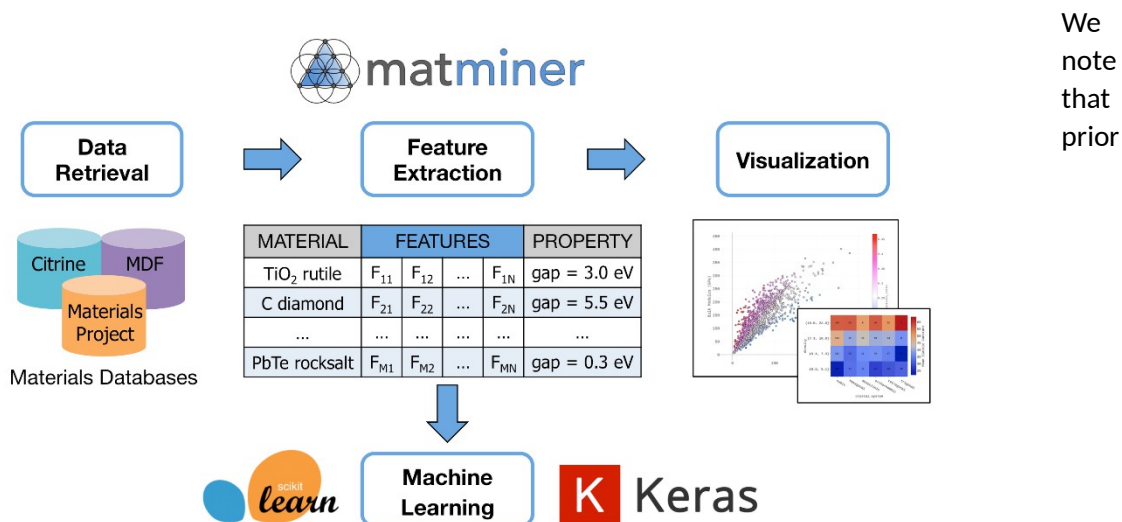 We
note
that
prior
matminer
Data
Retrieval
Feature
Extraction
Visualization
Citrine
MDF
Materials
Project
Materials Databases
MATERIAL FEATURES PROPERTY
TiO₂ rutile F₁₁ F₁₂ ... F₁N gap = 3.0 eV
C diamond F₂₁ F₂₂ ... F₂N gap = 5.5 eV
... ... ... ... ...
PbTe rocksalt FM₁ FM₂ ... FMN gap = 0.3 eV
scikit
learn
Machine
Learning
K Keras